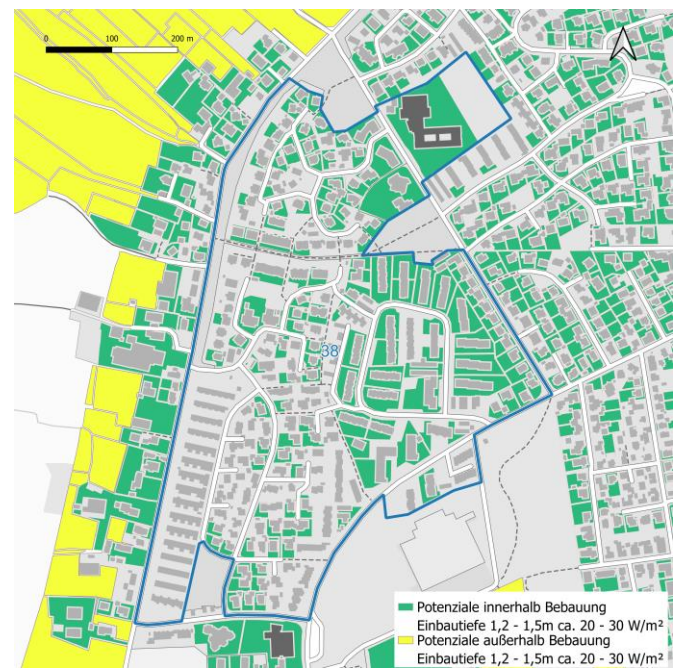 0 100 200 m
38
Potenziale innerhalb Bebauung
Einbautiefe 1,2 - 1,5m ca. 20 - 30 W/m²
Potenziale außerhalb Bebauung
Einbautiefe 1,2 - 1,5m ca. 20 - 30 W/m²